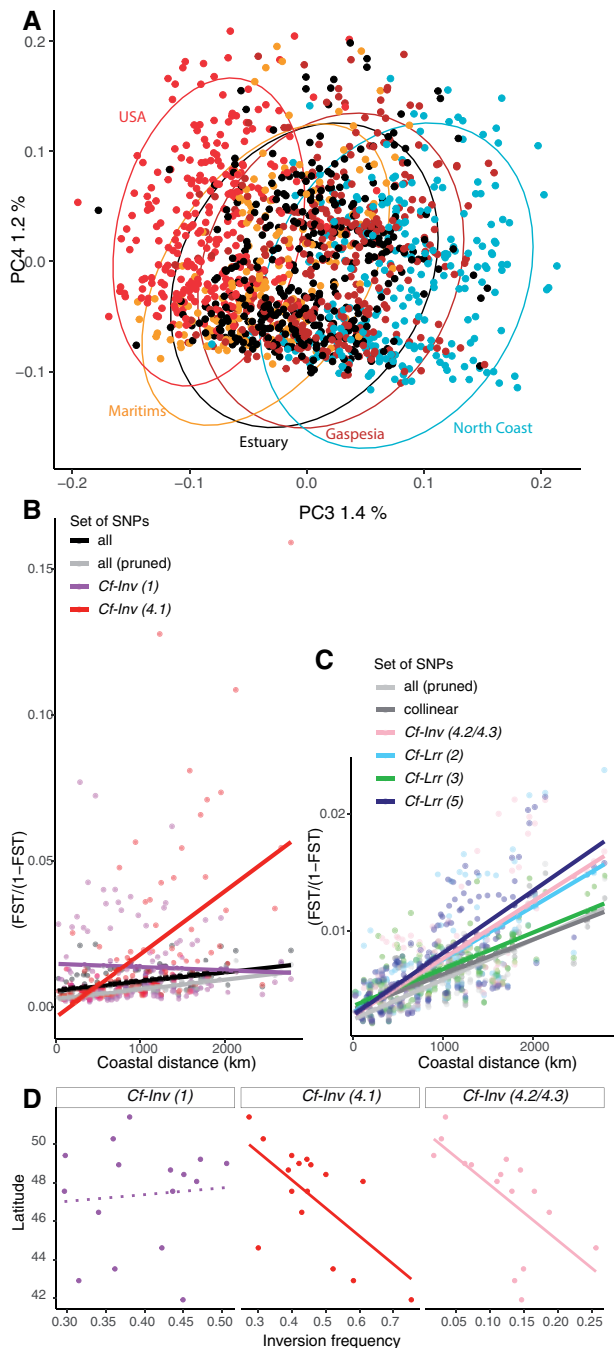 A
0.2
0.1
0.0
−0.1
PC4 1.2 %
USA
Maritims
Estuary
Gaspesia
North Coast
−0.2
−0.1
0.0
0.1
0.2
PC3 1.4 %
B
Set of SNPs
all
all (pruned)
Cf-Inv (1)
Cf-Inv (4.1)
0.15
0.10
0.05
0.00
(FST/(1−FST)
0
1000
2000
Coastal distance (km)
C
Set of SNPs
all (pruned)
collinear
Cf-Inv (4.2/4.3)
Cf-Lrr (2)
Cf-Lrr (3)
Cf-Lrr (5)
0.02
0.01
(FST/(1−FST)
0
1000
2000
Coastal distance (km)
D
Cf-Inv (1)
Cf-Inv (4.1)
Cf-Inv (4.2/4.3)
50
48
46
44
42
Latitude
0.30 0.35 0.40 0.45 0.50
0.3 0.4 0.5 0.6 0.7
0.05 0.10 0.15 0.20 0.25
Inversion frequency